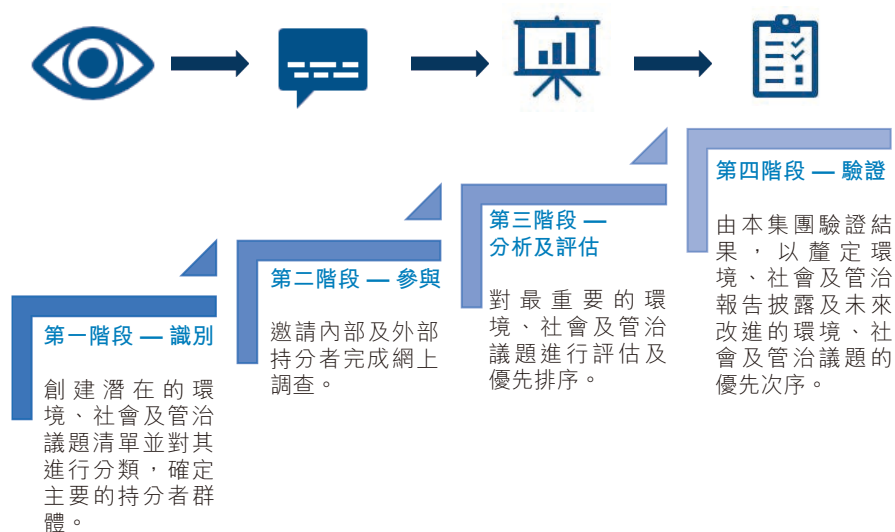 第一階段 — 識別
創建潛在的環
境、社會及管治
議題清單並對其
進行分類，確定
主要的持分者群
體。
第二階段 — 參與
邀請內部及外部
持分者完成網上
調查。
第三階段 —
分析及評估
對最重要的環
境、社會及管治
議題進行評估及
優先排序。
第四階段 — 驗證
由本集團驗證結
果，以釐定環
境、社會及管治
報告披露及未來
改進的環境、社
會及管治議題的
優先次序。